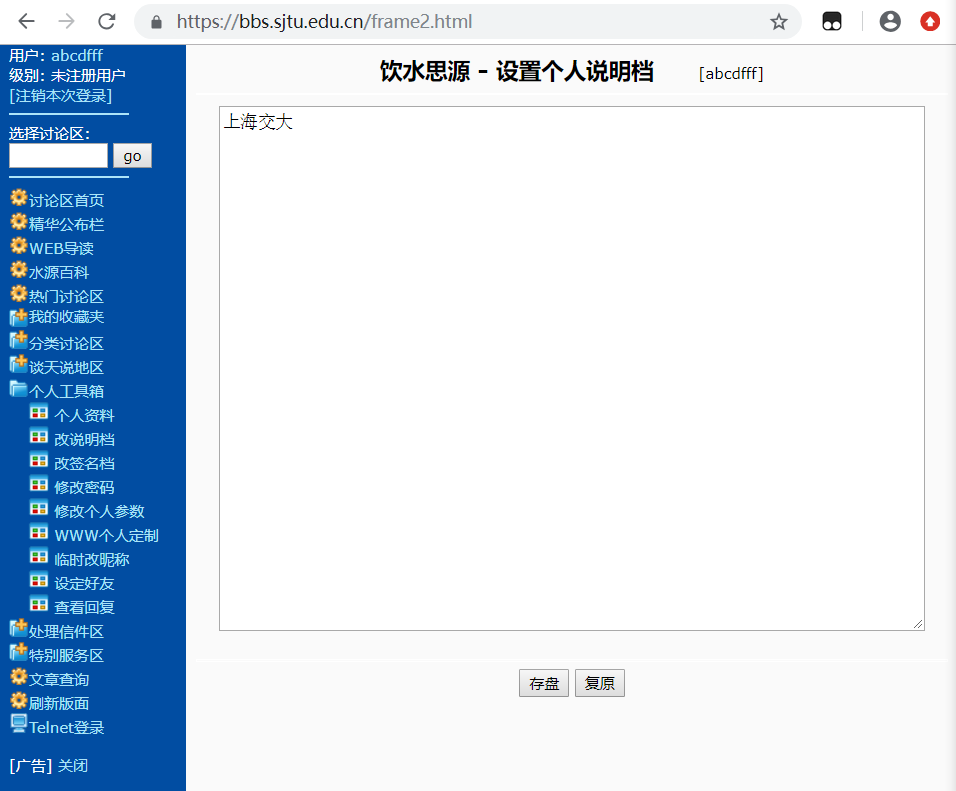 https://bbs.sjtu.edu.cn/frame2.html
用户：abcdfff
级别：未注册用户
[注销本次登录]
选择讨论区：
go
讨论区首页
精华公布栏
WEB导读
水源百科
热门讨论区
我的收藏夹
分类讨论区
谈天说地区
个人工具箱
个人资料
改说明档
改签名档
修改密码
修改个人参数
WWW个人定制
临时改昵称
设定好友
查看回复
处理信件区
特别服务区
文章查询
刷新版面
Telnet登录
[广告] 关闭
饮水思源 - 设置个人说明档 [abcdfff]
上海交大
存盘 复原